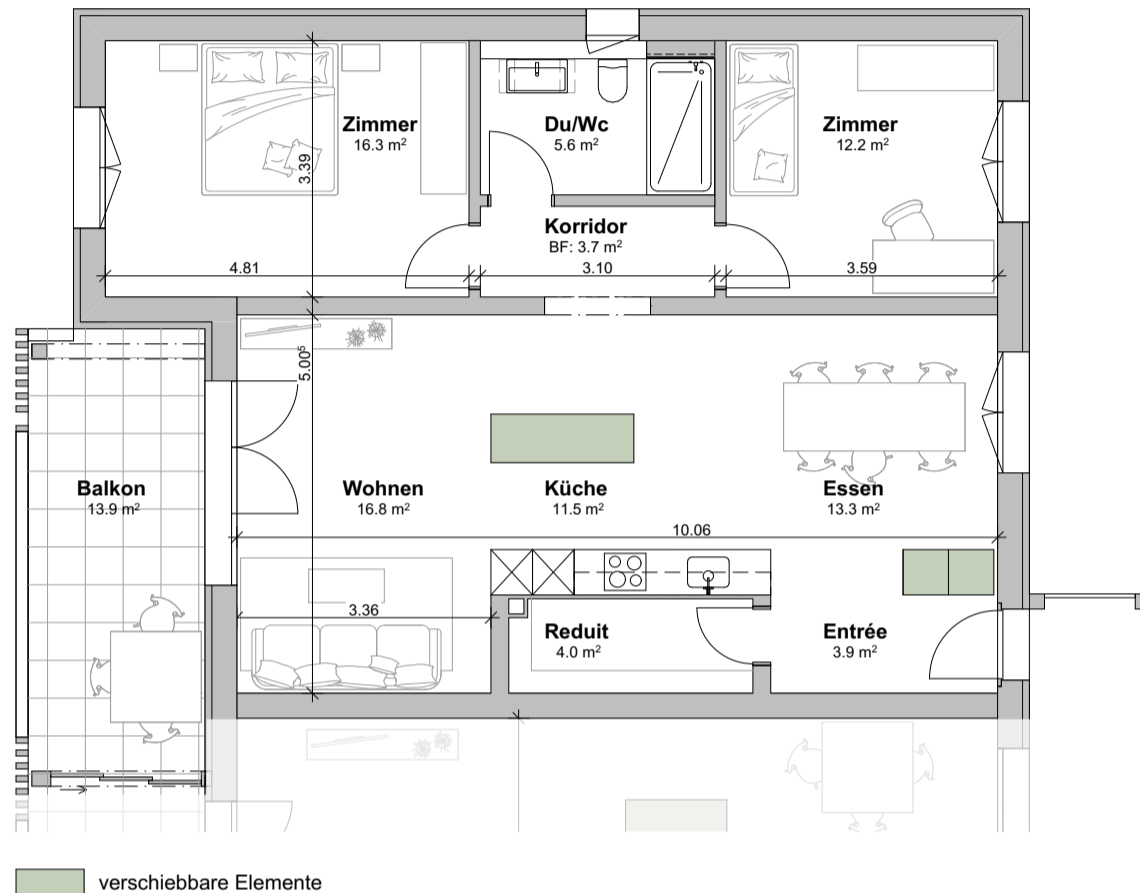 Zimmer
16.3 m²
Du/Wc
5.6 m²
Zimmer
12.2 m²
3.39
Korridor
BF: 3.7 m²
4.81
3.10
3.59
5.00⁵
Balkon
13.9 m²
Wohnen
16.8 m²
Küche
11.5 m²
Essen
13.3 m²
10.06
3.36
Reduit
4.0 m²
Entrée
3.9 m²
verschiebbare Elemente